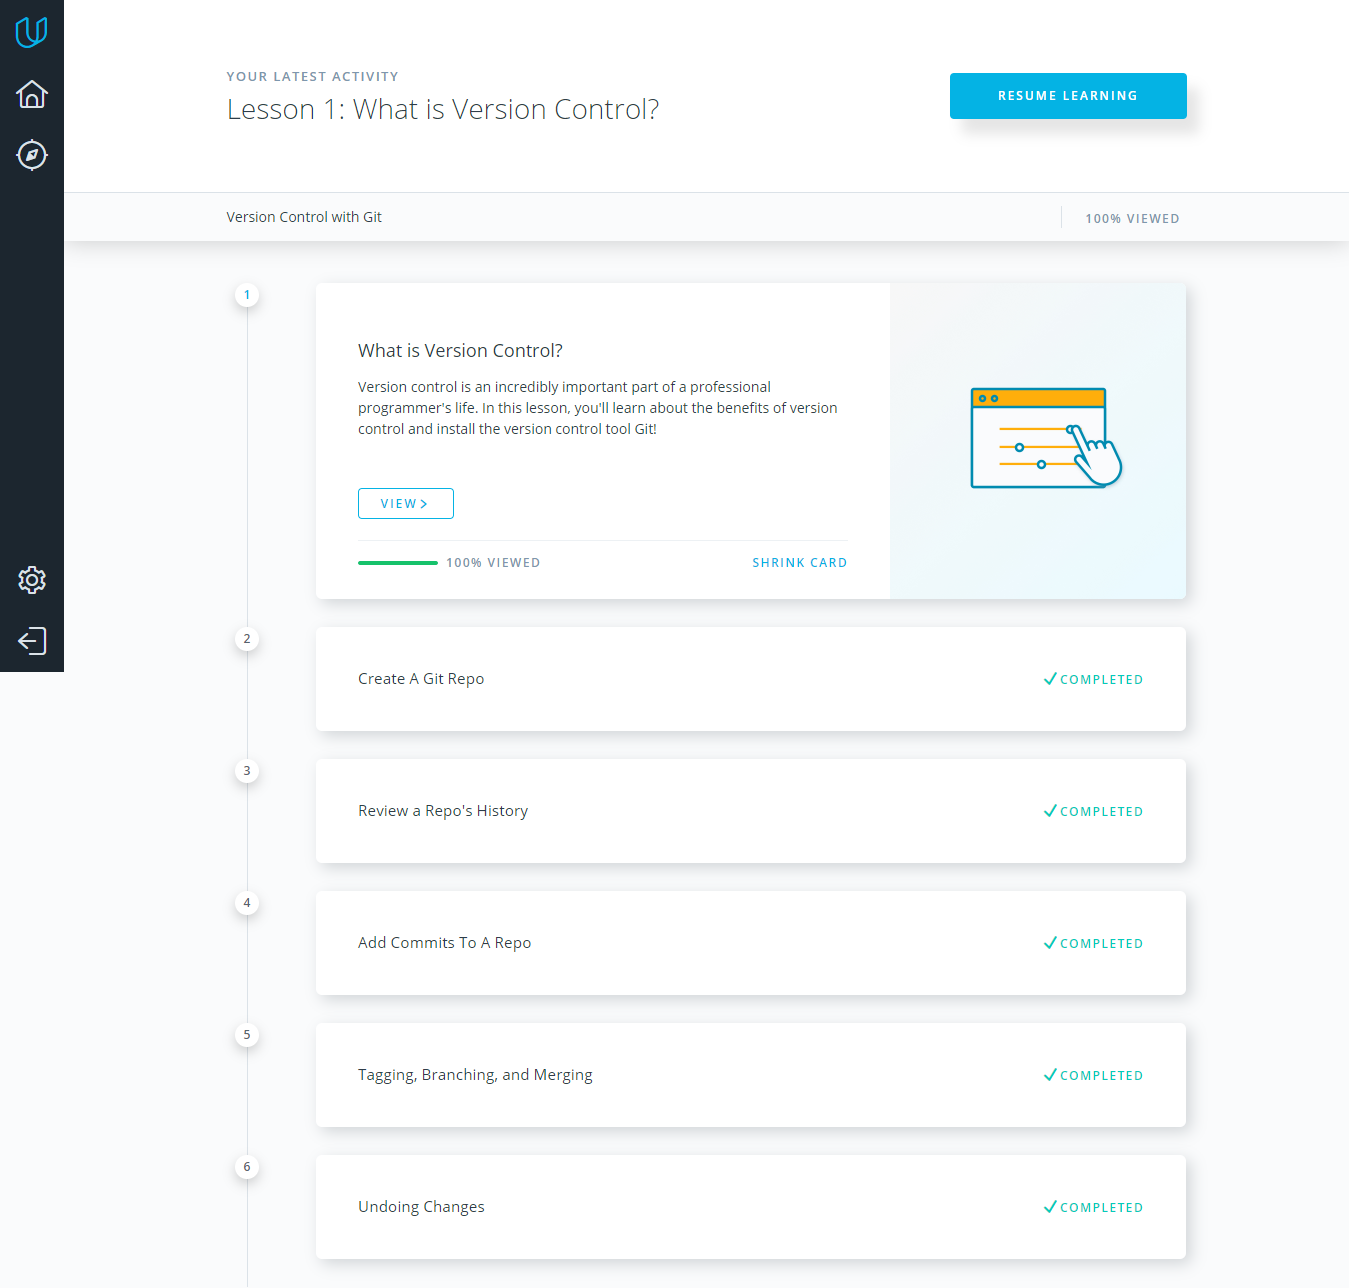 YOUR LATEST ACTIVITY
Lesson 1: What is Version Control?
RESUME LEARNING
Version Control with Git
100% VIEWED
1
What is Version Control?
Version control is an incredibly important part of a professional
programmer's life. In this lesson, you'll learn about the benefits of version
control and install the version control tool Git!
VIEW
100% VIEWED
SHRINK CARD
2
Create A Git Repo
COMPLETED
3
Review a Repo's History
COMPLETED
4
Add Commits To A Repo
COMPLETED
5
Tagging, Branching, and Merging
COMPLETED
6
Undoing Changes
COMPLETED